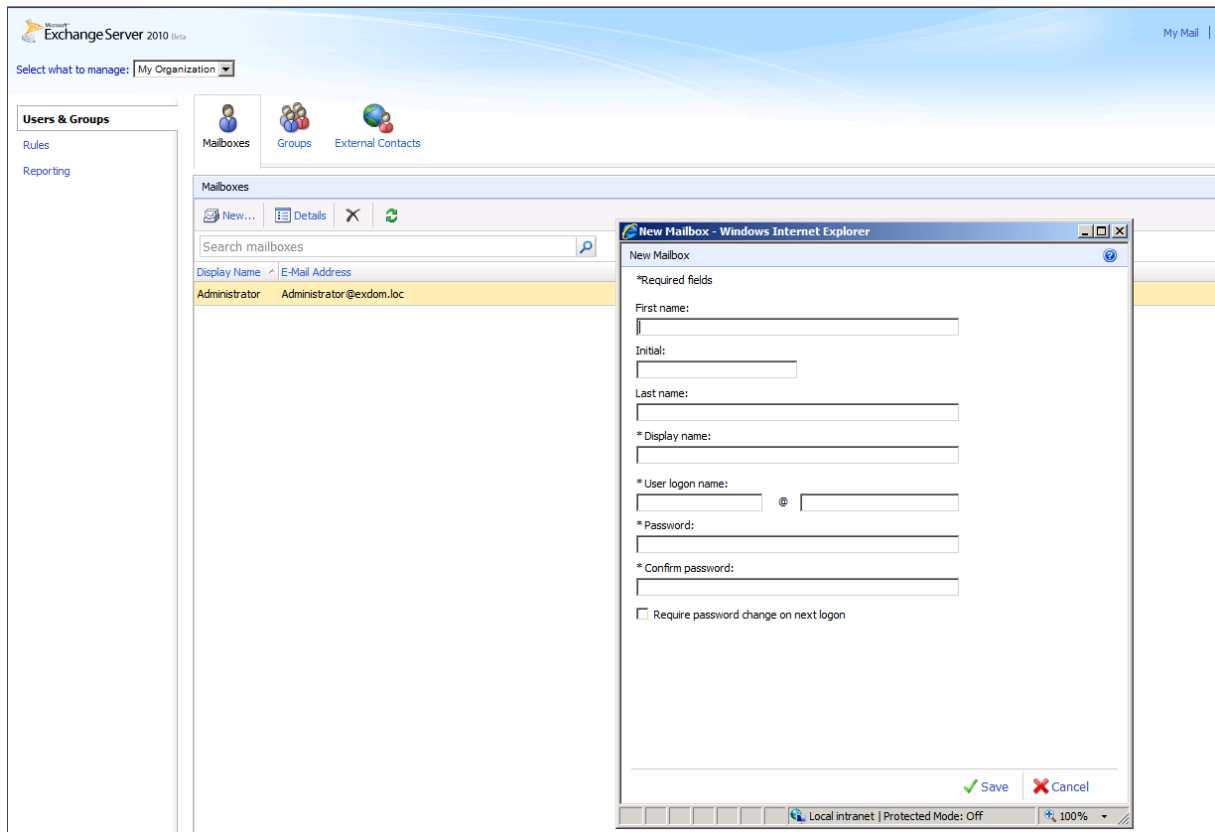 Microsoft®
Exchange Server 2010 Beta
My Mail |
Select what to manage: My Organization
Users & Groups
Rules
Reporting
Mailboxes
Groups
External Contacts
Mailboxes
New...
Details
Search mailboxes
Display Name
E-Mail Address
Administrator
Administrator@exdom.loc
New Mailbox - Windows Internet Explorer
New Mailbox
*Required fields
First name:
Initial:
Last name:
* Display name:
* User logon name:
@
* Password:
* Confirm password:
Require password change on next logon
Save
Cancel
Local intranet | Protected Mode: Off
100%